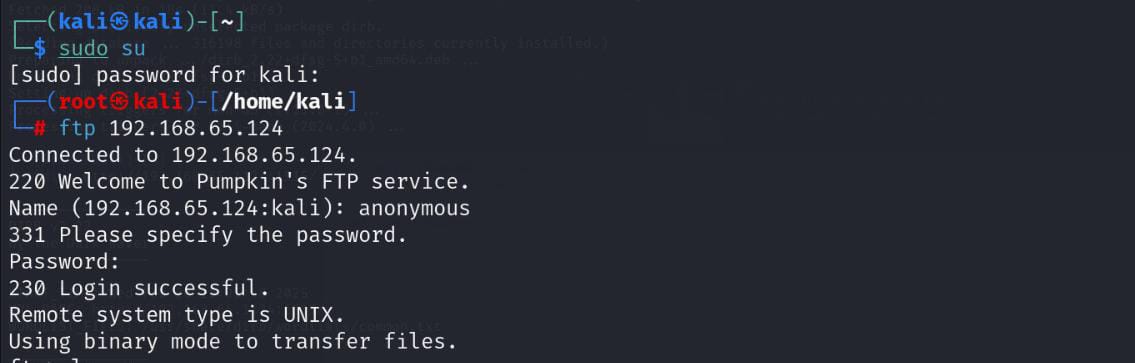 ┌──(kali㉿kali)-[~]
└─$ sudo su
[sudo] password for kali:
┌──(root㉿kali)-[/home/kali]
└─# ftp 192.168.65.124
Connected to 192.168.65.124.
220 Welcome to Pumpkin's FTP service.
Name (192.168.65.124:kali): anonymous
331 Please specify the password.
Password:
230 Login successful.
Remote system type is UNIX.
Using binary mode to transfer files.